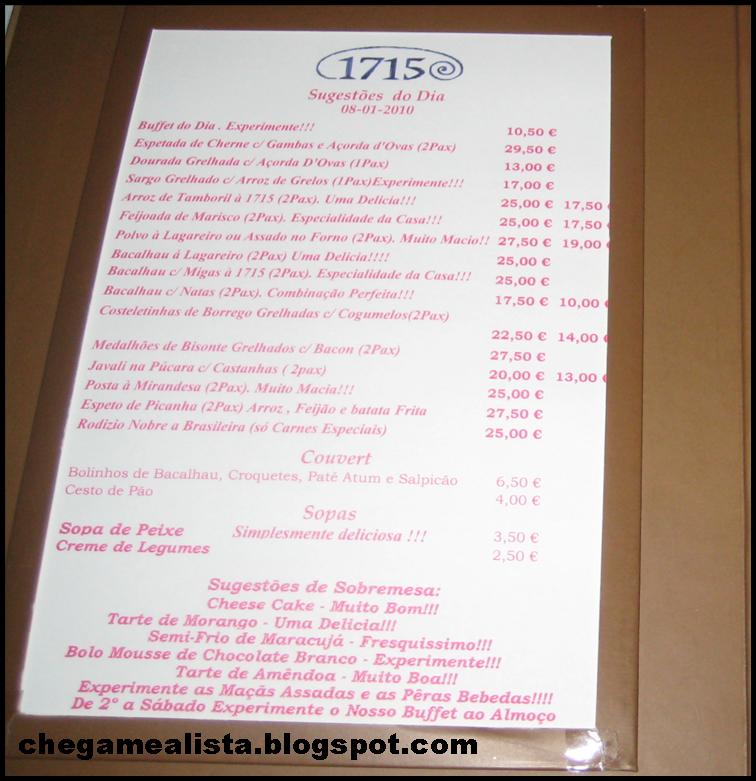 1715
Sugestões do Dia
08-01-2010
Buffet do Dia . Experimente!!! 10,50 €
Espetada de Cherne c/ Gambas e Açorda d'Ovas (2Pax) 29,50 €
Dourada Grelhada c/ Açorda D'Ovas (1Pax) 13,00 €
Sargo Grelhado c/ Arroz de Grelos (1Pax)Experimente!!! 17,00 €
Arroz de Tamboril à 1715 (2Pax). Uma Delicia!!! 25,00 € 17,50
Feijoada de Marisco (2Pax). Especialidade da Casa!!! 25,00 € 17,50
Polvo à Lagareiro ou Assado no Forno (2Pax). Muito Macio!! 27,50 € 19,00
Bacalhau á Lagareiro (2Pax) Uma Delicia!!!! 25,00 €
Bacalhau c/ Migas à 1715 (2Pax). Especialidade da Casa!!! 25,00 €
Bacalhau c/ Natas (2Pax). Combinação Perfeita!!! 17,50 € 10,00
Costeletinhas de Borrego Grelhadas c/ Cogumelos(2Pax)
22,50 € 14,00
Medalhões de Bisonte Grelhados c/ Bacon (2Pax) 27,50 €
Javali na Púcara c/ Castanhas ( 2pax) 20,00 € 13,00
Posta à Mirandesa (2Pax). Muito Macia!!! 25,00 €
Espeto de Picanha (2Pax) Arroz , Feijão e batata Frita 27,50 €
Rodizio Nobre a Brasileira (só Carnes Especiais) 25,00 €
Couvert
Bolinhos de Bacalhau, Croquetes, Patê Atum e Salpicão 6,50 €
Cesto de Pão 4,00 €
Sopas
Sopa de Peixe Simplesmente deliciosa !!! 3,50 €
Creme de Legumes 2,50 €
Sugestões de Sobremesa:
Cheese Cake - Muito Bom!!!
Tarte de Morango - Uma Delicia!!!
Semi-Frio de Maracujá - Fresquissimo!!!
Bolo Mousse de Chocolate Branco - Experimente!!!
Tarte de Amêndoa - Muito Boa!!!
Experimente as Maçãs Assadas e as Pêras Bebedas!!!!
De 2º a Sábado Experimente o Nosso Buffet ao Almoço
chegamealista.blogspot.com